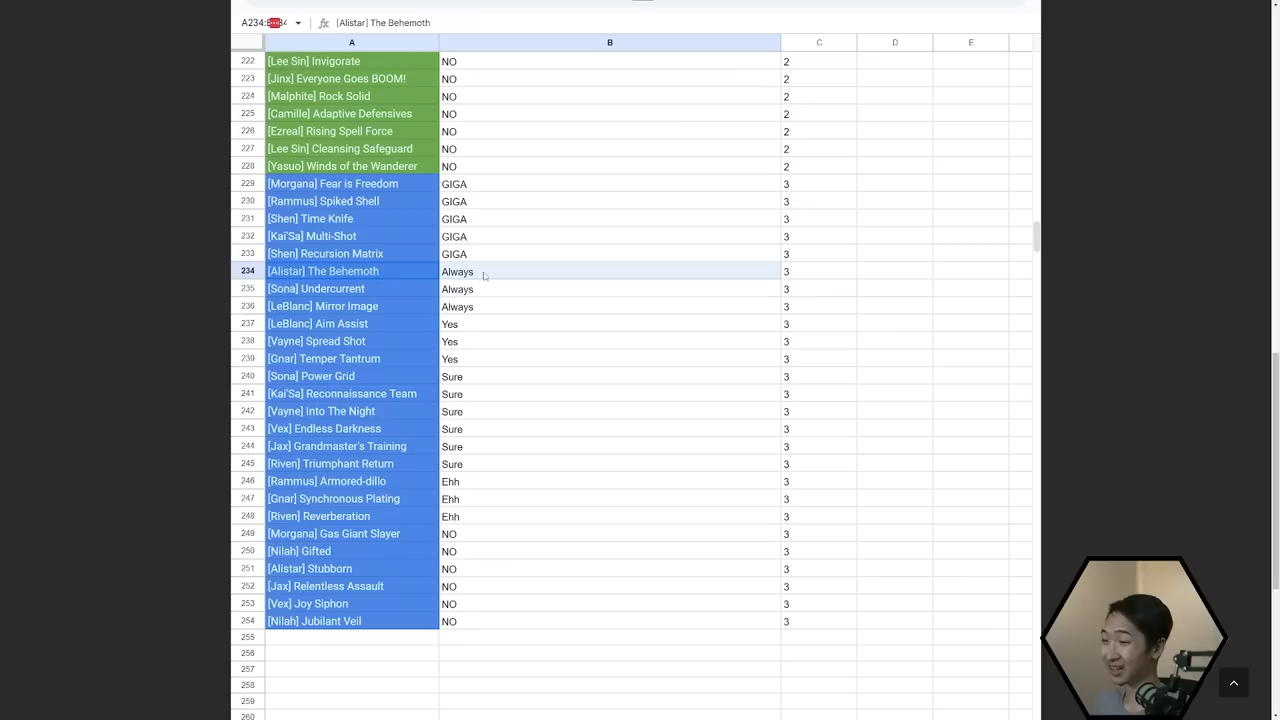 [Alistar] The Behemoth
A B C D E
222 [Lee Sin] Invigorate NO 2
223 [Jinx] Everyone Goes BOOM! NO 2
224 [Malphite] Rock Solid NO 2
225 [Camille] Adaptive Defensives NO 2
226 [Ezreal] Rising Spell Force NO 2
227 [Lee Sin] Cleansing Safeguard NO 2
228 [Yasuo] Winds of the Wanderer NO 2
229 [Morgana] Fear is Freedom GIGA 3
230 [Rammus] Spiked Shell GIGA 3
231 [Shen] Time Knife GIGA 3
232 [Kai'Sa] Multi-Shot GIGA 3
233 [Shen] Recursion Matrix GIGA 3
234 [Alistar] The Behemoth Always 3
235 [Sona] Undercurrent Always 3
236 [LeBlanc] Mirror Image Always 3
237 [LeBlanc] Aim Assist Yes 3
238 [Vayne] Spread Shot Yes 3
239 [Gnar] Temper Tantrum Yes 3
240 [Sona] Power Grid Sure 3
241 [Kai'Sa] Reconnaissance Team Sure 3
242 [Vayne] Into The Night Sure 3
243 [Vex] Endless Darkness Sure 3
244 [Jax] Grandmaster's Training Sure 3
245 [Riven] Triumphant Return Sure 3
246 [Rammus] Armored-dillo Ehh 3
247 [Gnar] Synchronous Plating Ehh 3
248 [Riven] Reverberation Ehh 3
249 [Morgana] Gas Giant Slayer NO 3
250 [Nilah] Gifted NO 3
251 [Alistar] Stubborn NO 3
252 [Jax] Relentless Assault NO 3
253 [Vex] Joy Siphon NO 3
254 [Nilah] Jubilant Veil NO 3
255
256
257
258
259
260